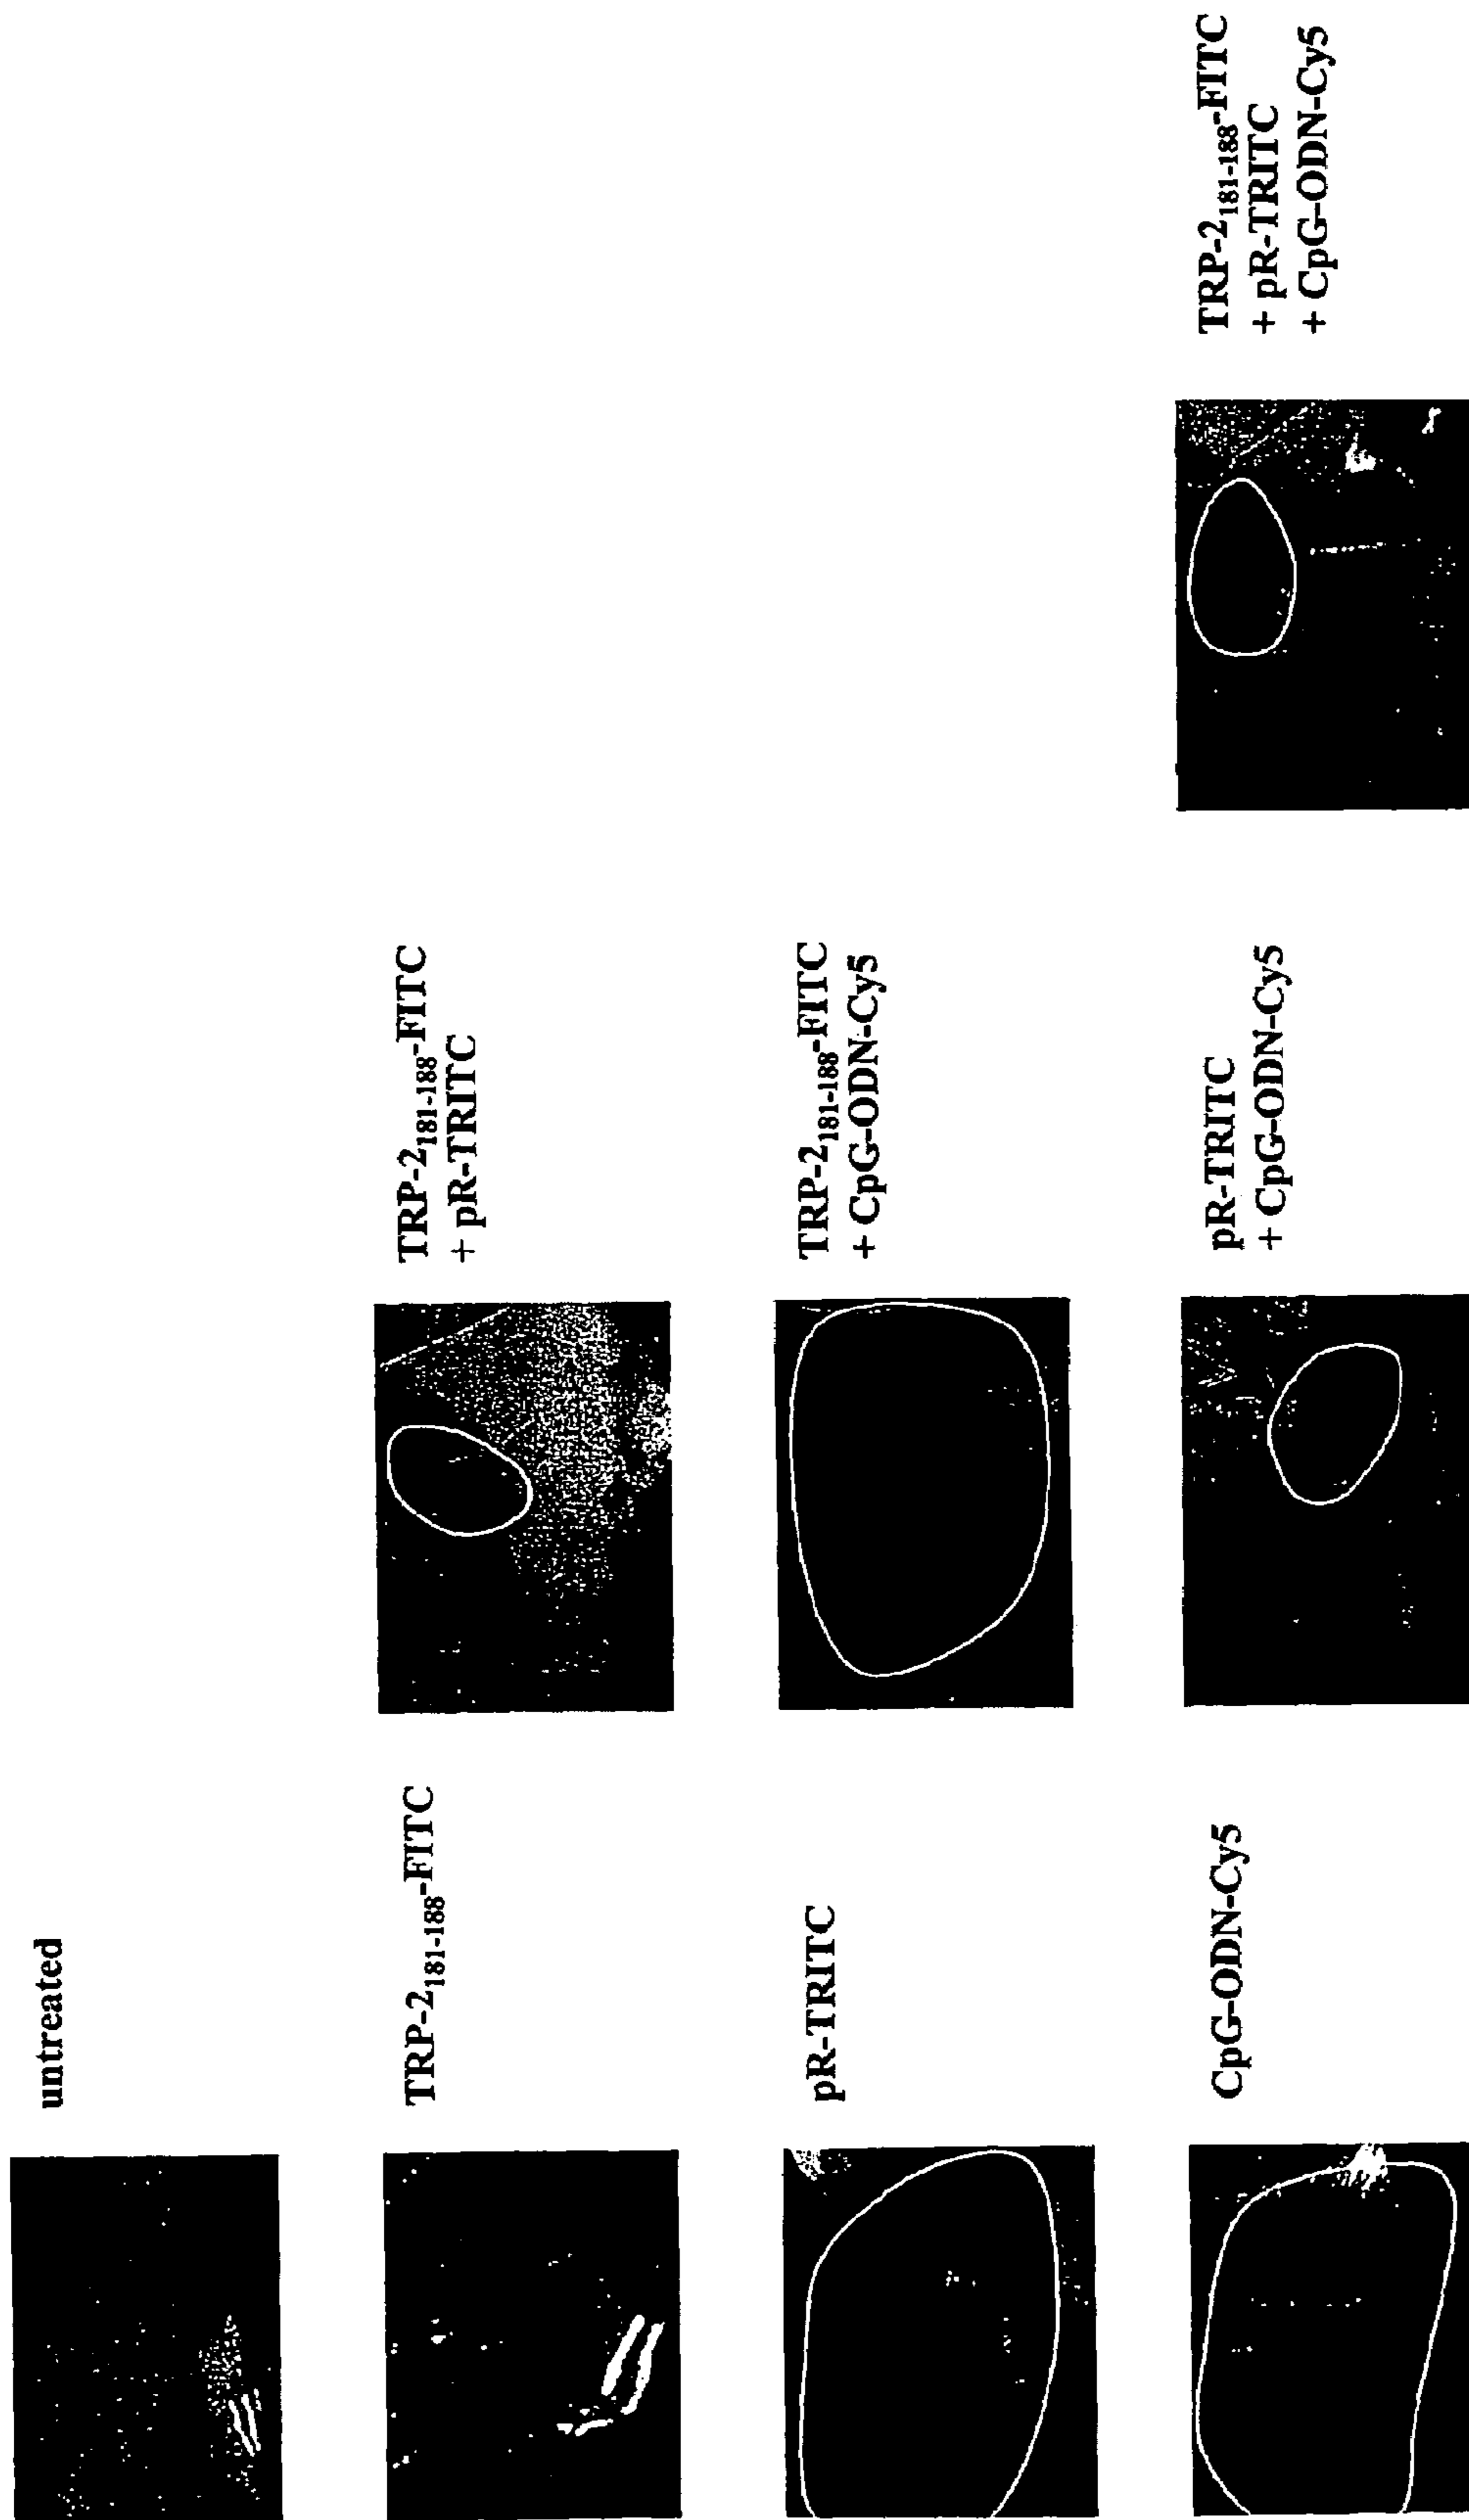 untreated
TRP-2₁₈₁₋₁₈₈-FITC
pR-TRITC
CpG-ODN-Cy5
TRP-2₁₈₁₋₁₈₈-FITC
+ pR-TRITC
TRP-2₁₈₁₋₁₈₈-FITC
+ CpG-ODN-Cy5
pR-TRITC
+ CpG-ODN-Cy5
TRP-2₁₈₁₋₁₈₈-FITC
+ pR-TRITC
+ CpG-ODN-Cy5